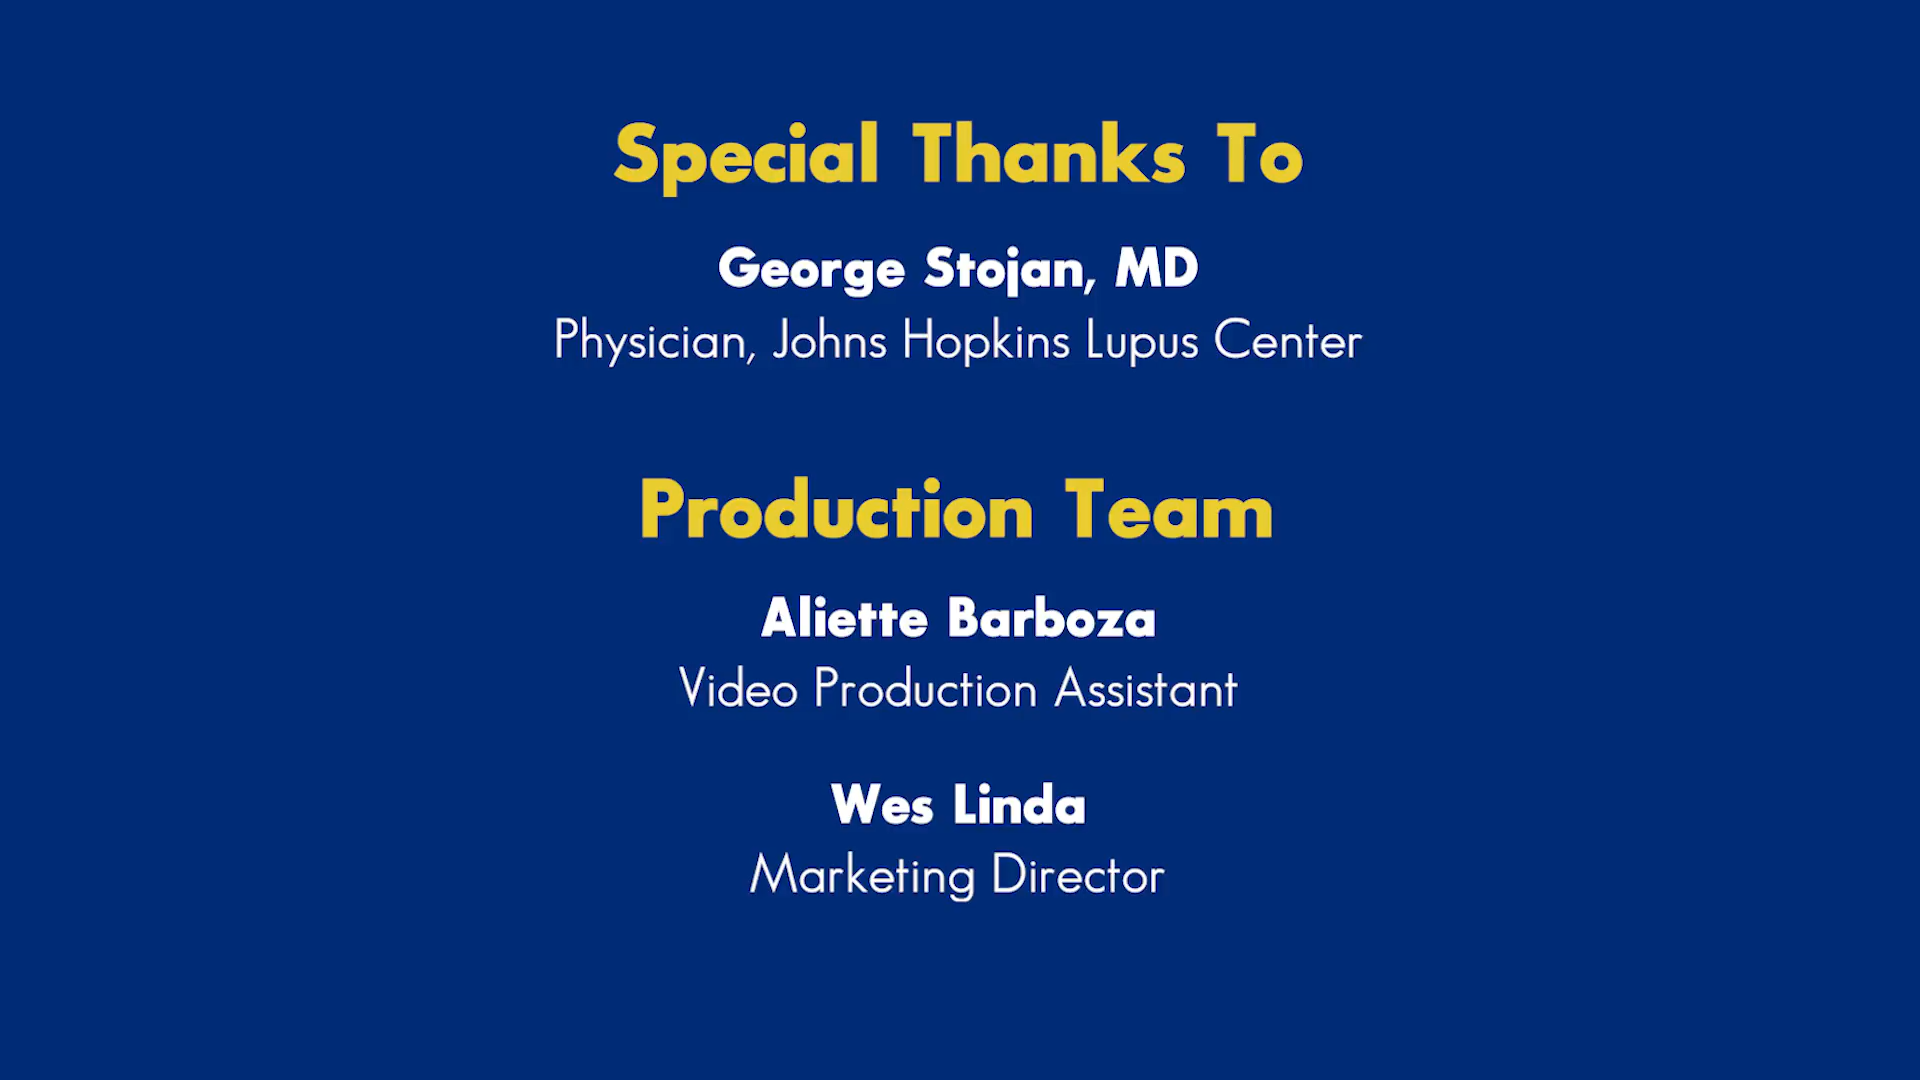 Special Thanks To
George Stojan, MD
Physician, Johns Hopkins Lupus Center
Production Team
Aliette Barboza
Video Production Assistant
Wes Linda
Marketing Director